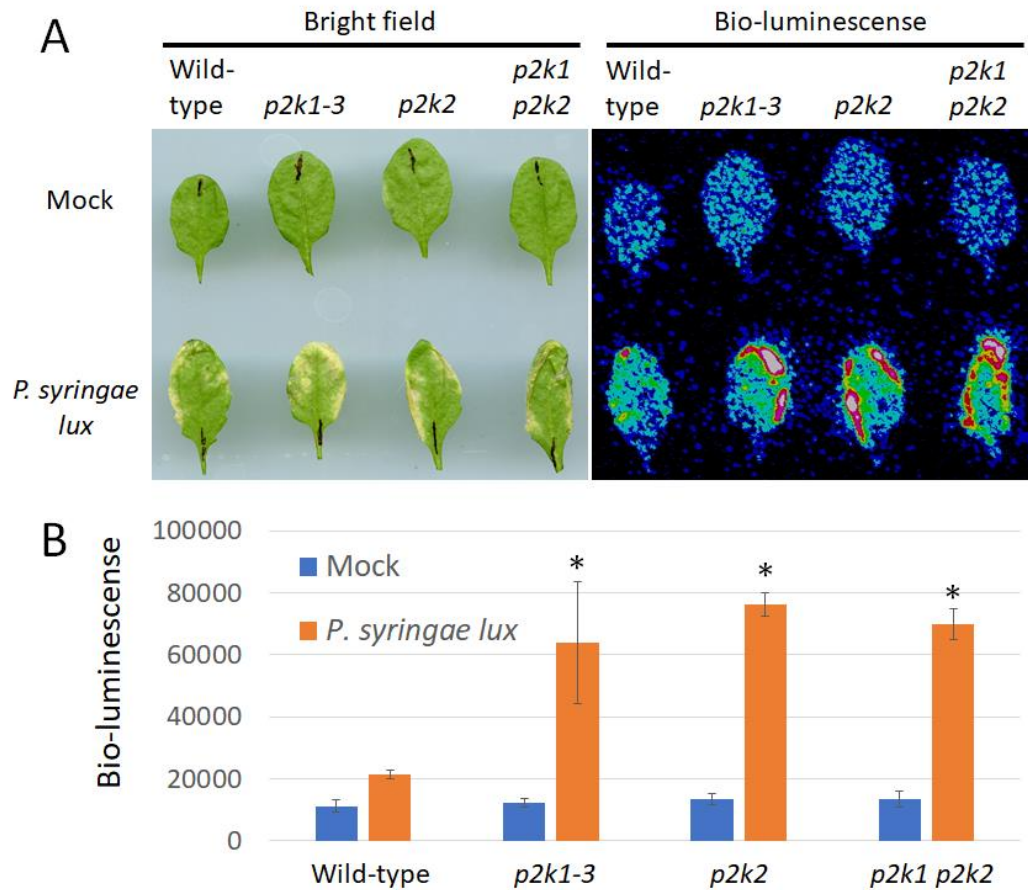 A
Bright field
Bio-luminescense
Wild-
type
p2k1-3
p2k2
p2k1
p2k2
Wild-
type
p2k1-3
p2k2
p2k1
p2k2
Mock
P. syringae
lux
B
Bio-luminescense
100000
80000
60000
40000
20000
0
Mock
P. syringae lux
*
*
*
Wild-type
p2k1-3
p2k2
p2k1 p2k2